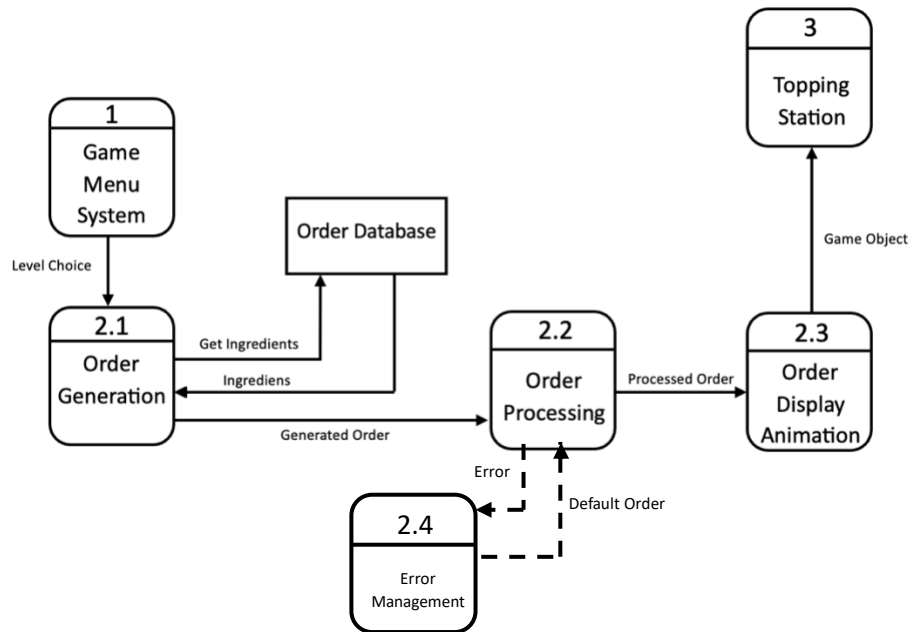 3
Topping
Station
1
Game
Menu
System
Order Database
Game Object
Level Choice
2.1
Order
Generation
Get Ingredients
Ingrediens
Generated Order
2.2
Order
Processing
Processed Order
2.3
Order
Display
Animation
Error
Default Order
2.4
Error
Management